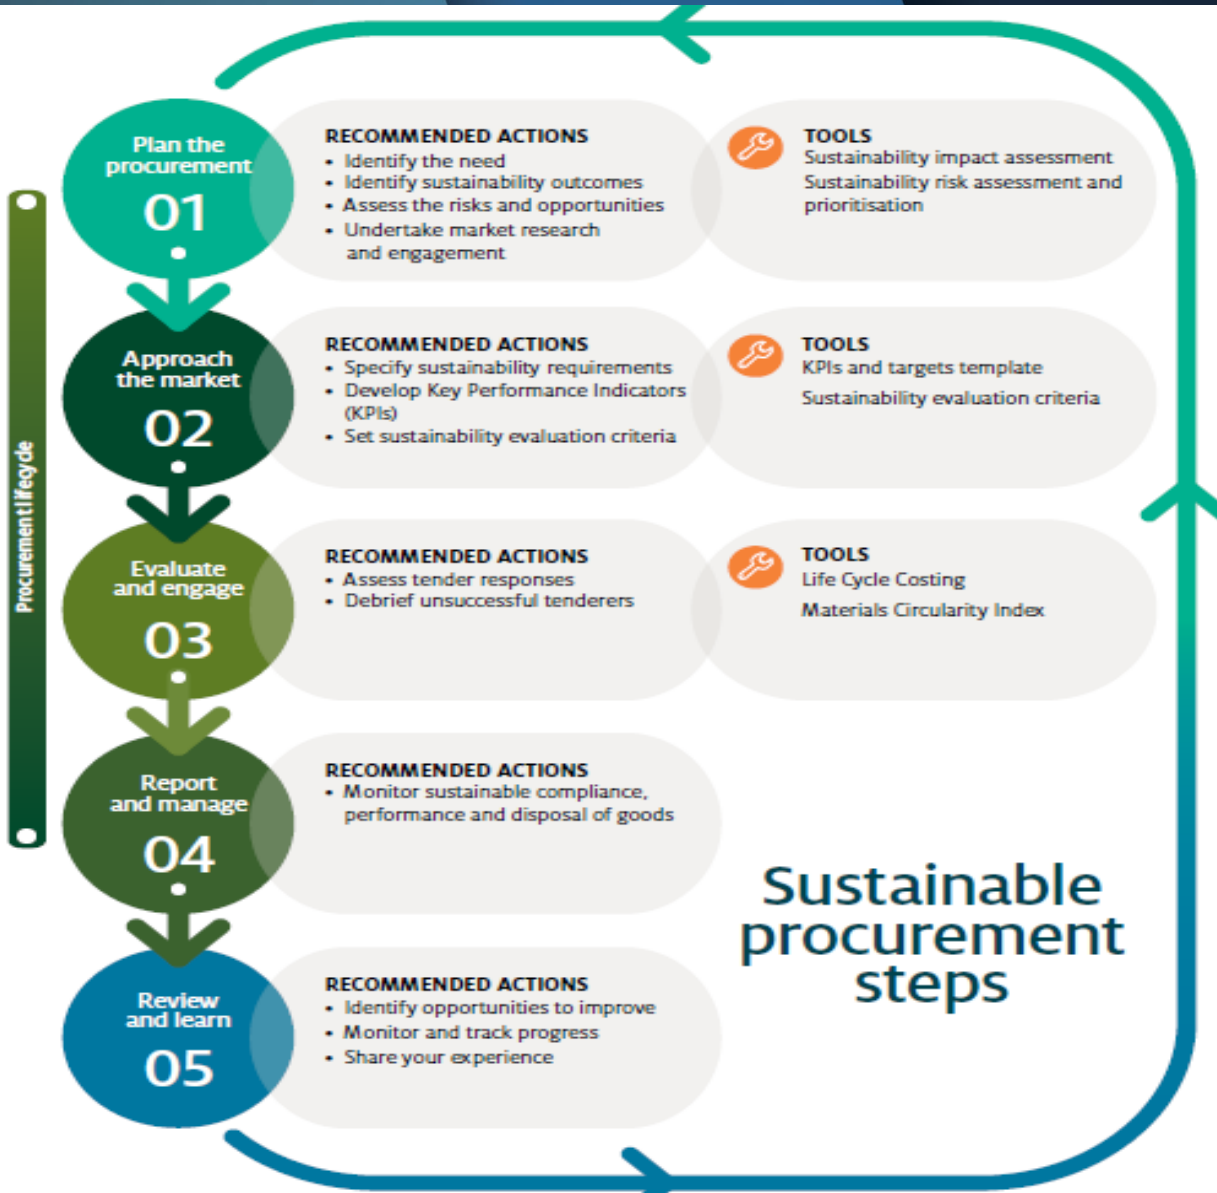 Procurement lifecycle
Plan the
procurement
01
RECOMMENDED ACTIONS
• Identify the need
• Identify sustainability outcomes
• Assess the risks and opportunities
• Undertake market research
and engagement
TOOLS
Sustainability impact assessment
Sustainability risk assessment and
prioritisation
Approach
the market
02
RECOMMENDED ACTIONS
• Specify sustainability requirements
• Develop Key Performance Indicators
(KPIs)
• Set sustainability evaluation criteria
TOOLS
KPIs and targets template
Sustainability evaluation criteria
Evaluate
and engage
03
RECOMMENDED ACTIONS
• Assess tender responses
• Debrief unsuccessful tenderers
TOOLS
Life Cycle Costing
Materials Circularity Index
Report
and manage
04
RECOMMENDED ACTIONS
• Monitor sustainable compliance,
performance and disposal of goods
Review
and learn
05
RECOMMENDED ACTIONS
• Identify opportunities to improve
• Monitor and track progress
• Share your experience
Sustainable
procurement
steps